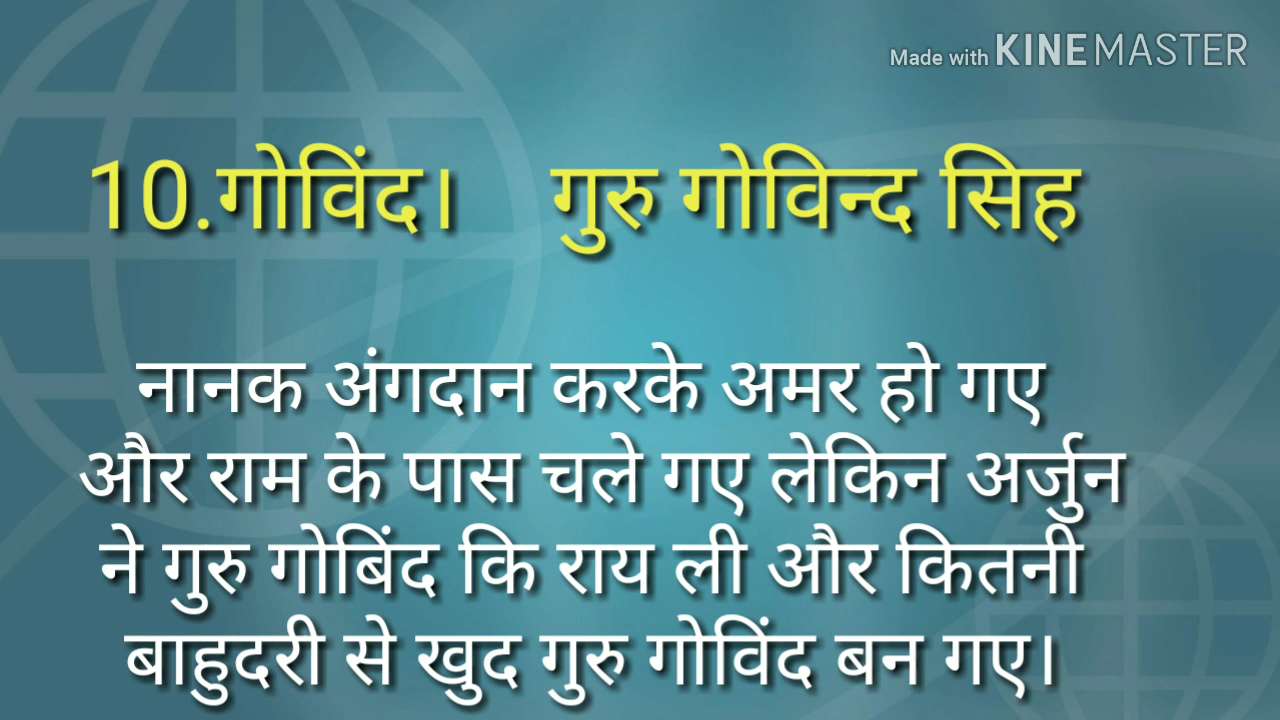 Made with KINEMASTER
10.गोविंद। गुरु गोविन्द सिह
नानक अंगदान करके अमर हो गए
और राम के पास चले गए लेकिन अर्जुन
ने गुरु गोबिंद कि राय ली और कितनी
बाहुदरी से खुद गुरु गोविंद बन गए।